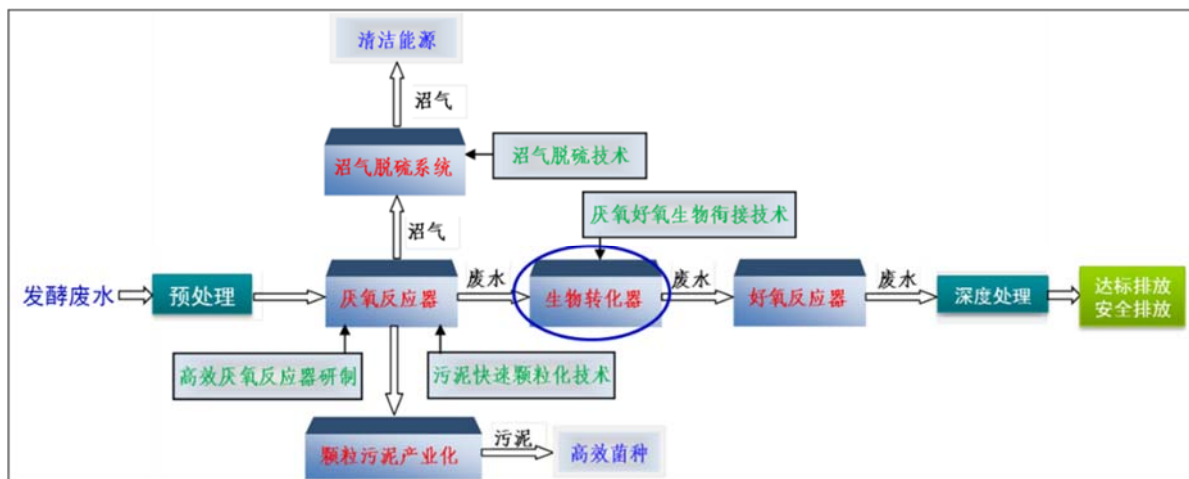 清洁能源
沼气
沼气脱硫系统
沼气脱硫技术
厌氧好氧生物衔接技术
沼气
发酵废水
预处理
厌氧反应器
废水
生物转化器
废水
好氧反应器
废水
深度处理
达标排放
安全排放
高效厌氧反应器研制
污泥快速颗粒化技术
颗粒污泥产业化
污泥
高效菌种